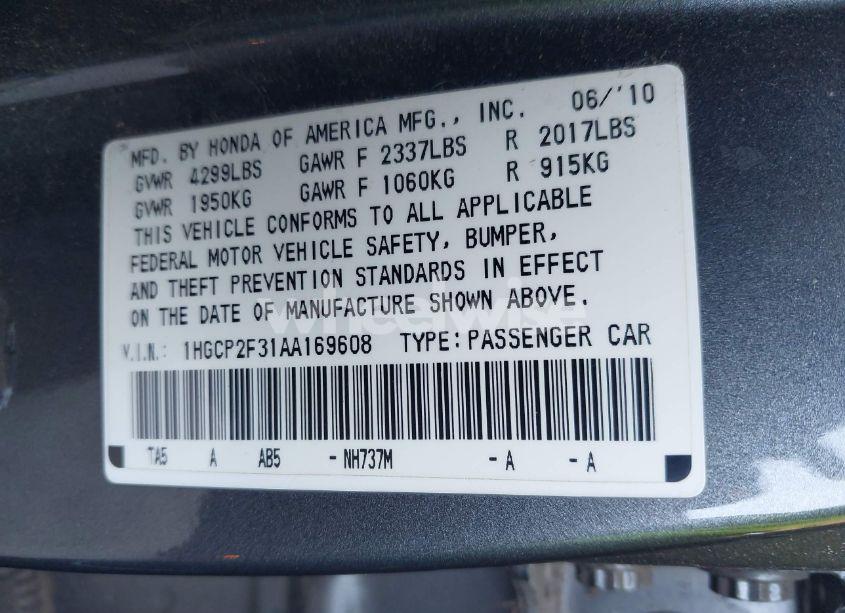 MFD. BY HONDA OF AMERICA MFG., INC. 06/'10
GVWR 4299LBS GAWR F 2337LBS R 2017LBS
GVWR 1950KG GAWR F 1060KG R 915KG
THIS VEHICLE CONFORMS TO ALL APPLICABLE
FEDERAL MOTOR VEHICLE SAFETY, BUMPER,
AND THEFT PREVENTION STANDARDS IN EFFECT
ON THE DATE OF MANUFACTURE SHOWN ABOVE.
wheelwise
V.I.N.: 1HGCP2F31AA169608 TYPE: PASSENGER CAR
TA5 A AB5 - NH737M - A - A